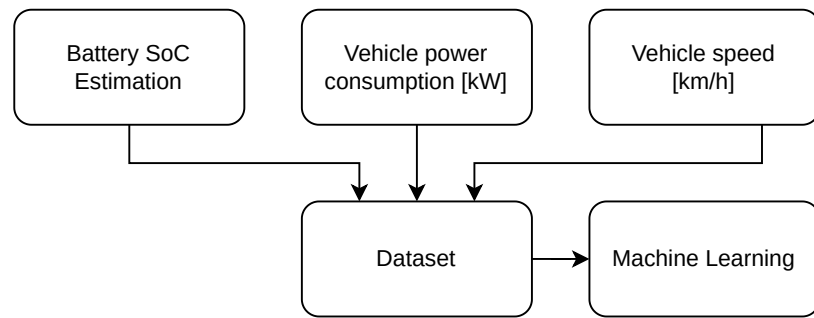 Battery SoC
Estimation
Vehicle power
consumption [kW]
Vehicle speed
[km/h]
Dataset
Machine Learning